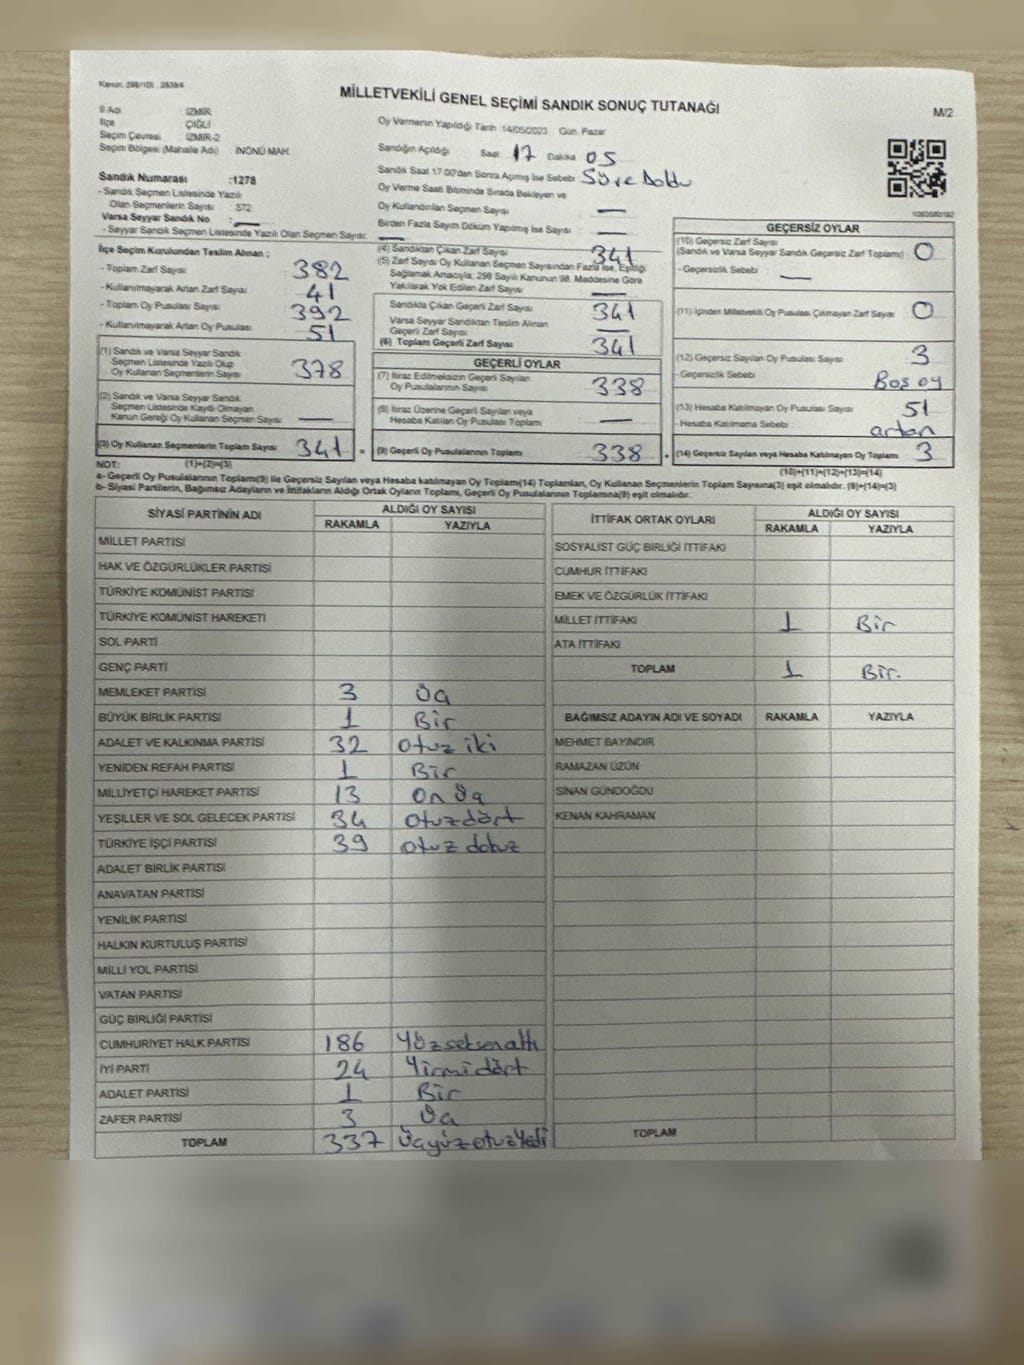 Kanun: 298/105 , 2839/4
MİLLETVEKİLİ GENEL SEÇİMİ SANDIK SONUÇ TUTANAĞI
M/2
İl Adı : İZMİR
İlçe : ÇİĞLİ
Seçim Çevresi : İZMİR-2
Seçim Bölgesi (Mahalle Adı) : İNÖNÜ MAH.
Oy Vermenin Yapıldığı Tarih :14/05/2023 Gün: Pazar
Sandığın Açıldığı Saat: 17 Dakika 05
Sandık Saat 17.00'den Sonra Açılmış İse Sebebi: Süre Doldu
Oy Verme Saati Bitiminde Sırada Bekleyen ve
Oy Kullandırılan Seçmen Sayısı : —
Birden Fazla Sayım Döküm Yapılmış İse Sayısı : —
Sandık Numarası :1278
- Sandık Seçmen Listesinde Yazılı
Olan Seçmenlerin Sayısı : 372
Varsa Seyyar Sandık No : —
- Seyyar Sandık Seçmen Listesinde Yazılı Olan Seçmen Sayısı: —
İlçe Seçim Kurulundan Teslim Alınan ;
- Toplam Zarf Sayısı : 382
- Kullanılmayarak Artan Zarf Sayısı : 41
- Toplam Oy Pusulası Sayısı : 392
- Kullanılmayarak Artan Oy Pusulası : 51
(1) Sandık ve Varsa Seyyar Sandık
Seçmen Listesinde Yazılı Olup
Oy Kullanan Seçmenlerin Sayısı : 378
(2) Sandık ve Varsa Seyyar Sandık
Seçmen Listesinde Kayıtlı Olmayan
Kanun Gereği Oy Kullanan Seçmen Sayısı : —
(3) Oy Kullanan Seçmenlerin Toplam Sayısı : 341 =
(4) Sandıktan Çıkan Zarf Sayısı : 341
(5) Zarf Sayısı Oy Kullanan Seçmen Sayısından Fazla ise, Eşitliği
Sağlamak Amacıyla; 298 Sayılı Kanunun 98. Maddesine Göre
Yakılarak Yok Edilen Zarf Sayısı : —
Sandıkta Çıkan Geçerli Zarf Sayısı : 341
Varsa Seyyar Sandıktan Teslim Alınan
Geçerli Zarf Sayısı : —
(6) Toplam Geçerli Zarf Sayısı : 341
GEÇERLİ OYLAR
(7) İtiraz Edilmeksizin Geçerli Sayılan
Oy Pusulalarının Sayısı : 338
(8) İtiraz Üzerine Geçerli Sayılan veya
Hesaba Katılan Oy Pusulası Toplamı : —
(9) Geçerli Oy Pusulalarının Toplamı : 338 +
GEÇERSİZ OYLAR
(10) Geçersiz Zarf Sayısı
(Sandık ve Varsa Seyyar Sandık Geçersiz Zarf Toplamı) : 0
- Geçersizlik Sebebi : —
(11) İçinden Milletvekili Oy Pusulası Çıkmayan Zarf Sayısı : 0
(12) Geçersiz Sayılan Oy Pusulası Sayısı : 3
- Geçersizlik Sebebi : Boş oy
(13) Hesaba Katılmayan Oy Pusulası Sayısı : 51
- Hesaba Katılmama Sebebi : artan
(14) Geçersiz Sayılan veya Hesaba Katılmayan Oy Toplamı : 3
NOT: (1)+(2)=(3)
(10)+(11)+(12)+(13)=(14)
a- Geçerli Oy Pusulaları Toplamı(9) ile Geçersiz Sayılan veya Hesaba katılmayan Oy Toplamı(14) Toplamları, Oy Kullanan Seçmenlerin Toplam Sayısına(3) eşit olmalıdır. (9)+(14)=(3)
b- Siyasi Partilerin, Bağımsız Adayların ve İttifakların Aldığı Ortak Oyların Toplamı, Geçerli Oy Pusulalarının Toplamına(9) eşit olmalıdır.
SİYASİ PARTİNİN ADI ALDIĞI OY SAYISI
RAKAMLA YAZIYLA
MİLLET PARTİSİ
HAK VE ÖZGÜRLÜKLER PARTİSİ
TÜRKİYE KOMÜNİST PARTİSİ
TÜRKİYE KOMÜNİST HAREKETİ
SOL PARTİ
GENÇ PARTİ
MEMLEKET PARTİSİ 3 Üç
BÜYÜK BİRLİK PARTİSİ 1 Bir
ADALET VE KALKINMA PARTİSİ 32 otuz iki
YENİDEN REFAH PARTİSİ 1 Bir
MİLLİYETÇİ HAREKET PARTİSİ 13 on Üç
YEŞİLLER VE SOL GELECEK PARTİSİ 34 otuzdört
TÜRKİYE İŞÇİ PARTİSİ 39 otuz dokuz
ADALET BİRLİK PARTİSİ
ANAVATAN PARTİSİ
YENİLİK PARTİSİ
HALKIN KURTULUŞ PARTİSİ
MİLLİ YOL PARTİSİ
VATAN PARTİSİ
GÜÇ BİRLİĞİ PARTİSİ
CUMHURİYET HALK PARTİSİ 186 Yüzseksenaltı
İYİ PARTİ 24 Yirmidört
ADALET PARTİSİ 1 Bir
ZAFER PARTİSİ 3 Üç
TOPLAM 337 üçyüzotuzYedi
İTTİFAK ORTAK OYLARI ALDIĞI OY SAYISI
RAKAMLA YAZIYLA
SOSYALİST GÜÇ BİRLİĞİ İTTİFAKI
CUMHUR İTTİFAKI
EMEK VE ÖZGÜRLÜK İTTİFAKI
MİLLET İTTİFAKI 1 Bir
ATA İTTİFAKI
TOPLAM 1 Bir.
BAĞIMSIZ ADAYIN ADI VE SOYADI RAKAMLA YAZIYLA
MEHMET BAYINDIR
RAMAZAN ÜZÜN
SİNAN GÜNDOĞDU
KENAN KAHRAMAN
TOPLAM